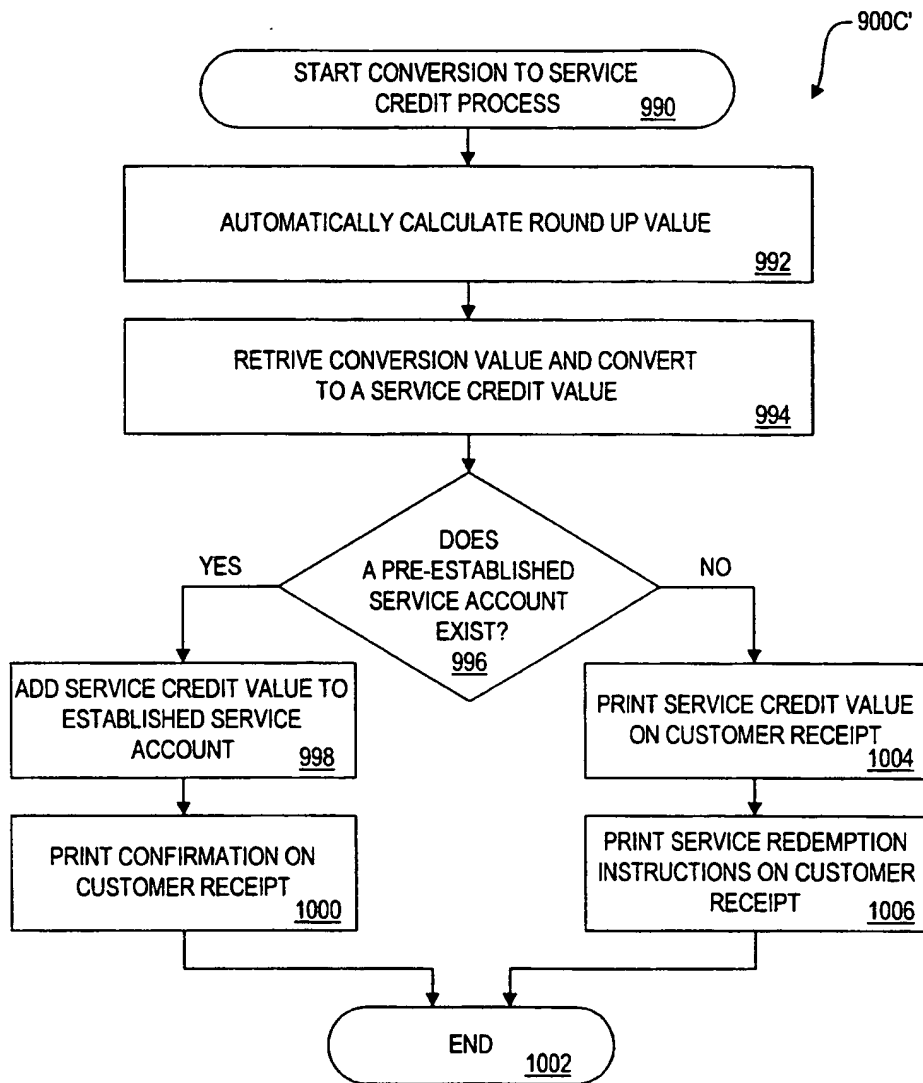 900C'
START CONVERSION TO SERVICE
CREDIT PROCESS
990
AUTOMATICALLY CALCULATE ROUND UP VALUE
992
RETRIVE CONVERSION VALUE AND CONVERT
TO A SERVICE CREDIT VALUE
994
DOES
A PRE-ESTABLISHED
SERVICE ACCOUNT
EXIST?
996
YES
NO
ADD SERVICE CREDIT VALUE TO
ESTABLISHED SERVICE
ACCOUNT
998
PRINT CONFIRMATION ON
CUSTOMER RECEIPT
1000
PRINT SERVICE CREDIT VALUE
ON CUSTOMER RECEIPT
1004
PRINT SERVICE REDEMPTION
INSTRUCTIONS ON CUSTOMER
RECEIPT
1006
END
1002